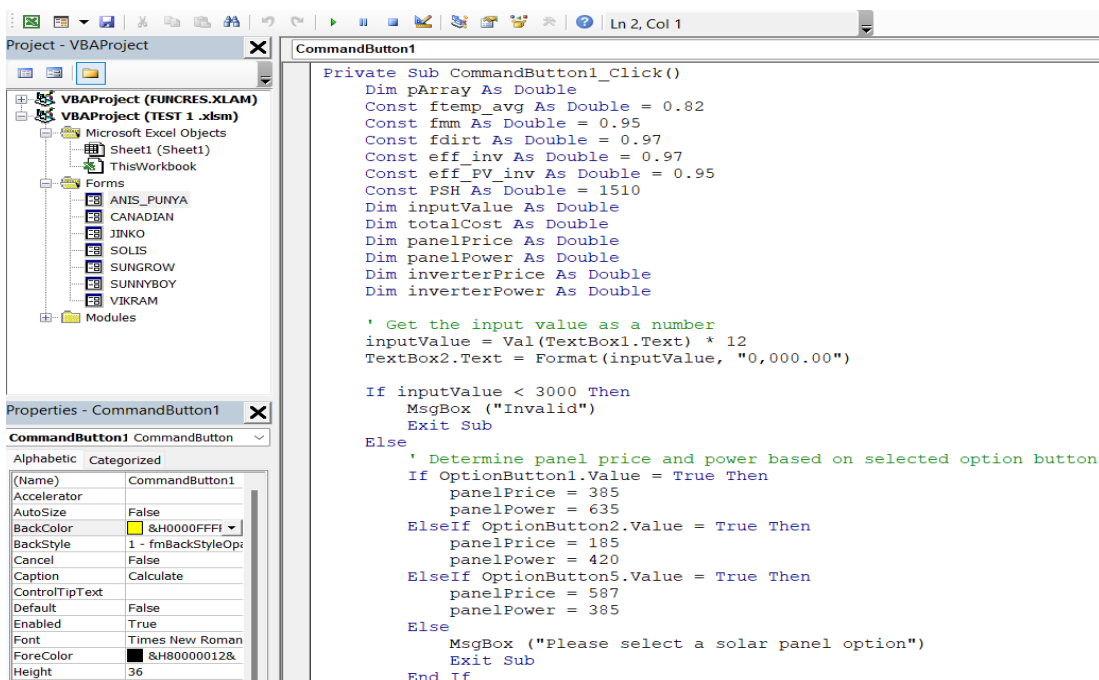 Ln 2, Col 1
Project - VBAProject
VBAProject (FUNCRES.XLAM)
VBAProject (TEST 1 .xlsm)
Microsoft Excel Objects
Sheet1 (Sheet1)
ThisWorkbook
Forms
ANIS_PUNYA
CANADIAN
JINKO
SOLIS
SUNGROW
SUNNYBOY
VIKRAM
Modules
Properties - CommandButton1
CommandButton1 CommandButton
Alphabetic Categorized
(Name) CommandButton1
Accelerator
AutoSize False
BackColor &H0000FFFF
BackStyle 1 - fmBackStyleOpa
Cancel False
Caption Calculate
ControlTipText
Default False
Enabled True
Font Times New Roman
ForeColor &H80000012&
Height 36
CommandButton1
Private Sub CommandButton1_Click()
Dim pArray As Double
Const ftemp_avg As Double = 0.82
Const fmm As Double = 0.95
Const fdirt As Double = 0.97
Const eff_inv As Double = 0.97
Const eff_PV_inv As Double = 0.95
Const PSH As Double = 1510
Dim inputValue As Double
Dim totalCost As Double
Dim panelPrice As Double
Dim panelPower As Double
Dim inverterPrice As Double
Dim inverterPower As Double
' Get the input value as a number
inputValue = Val(TextBox1.Text) * 12
TextBox2.Text = Format(inputValue, "0,000.00")
If inputValue < 3000 Then
MsgBox ("Invalid")
Exit Sub
Else
' Determine panel price and power based on selected option button
If OptionButton1.Value = True Then
panelPrice = 385
panelPower = 635
ElseIf OptionButton2.Value = True Then
panelPrice = 185
panelPower = 420
ElseIf OptionButton5.Value = True Then
panelPrice = 587
panelPower = 385
Else
MsgBox ("Please select a solar panel option")
Exit Sub
End If